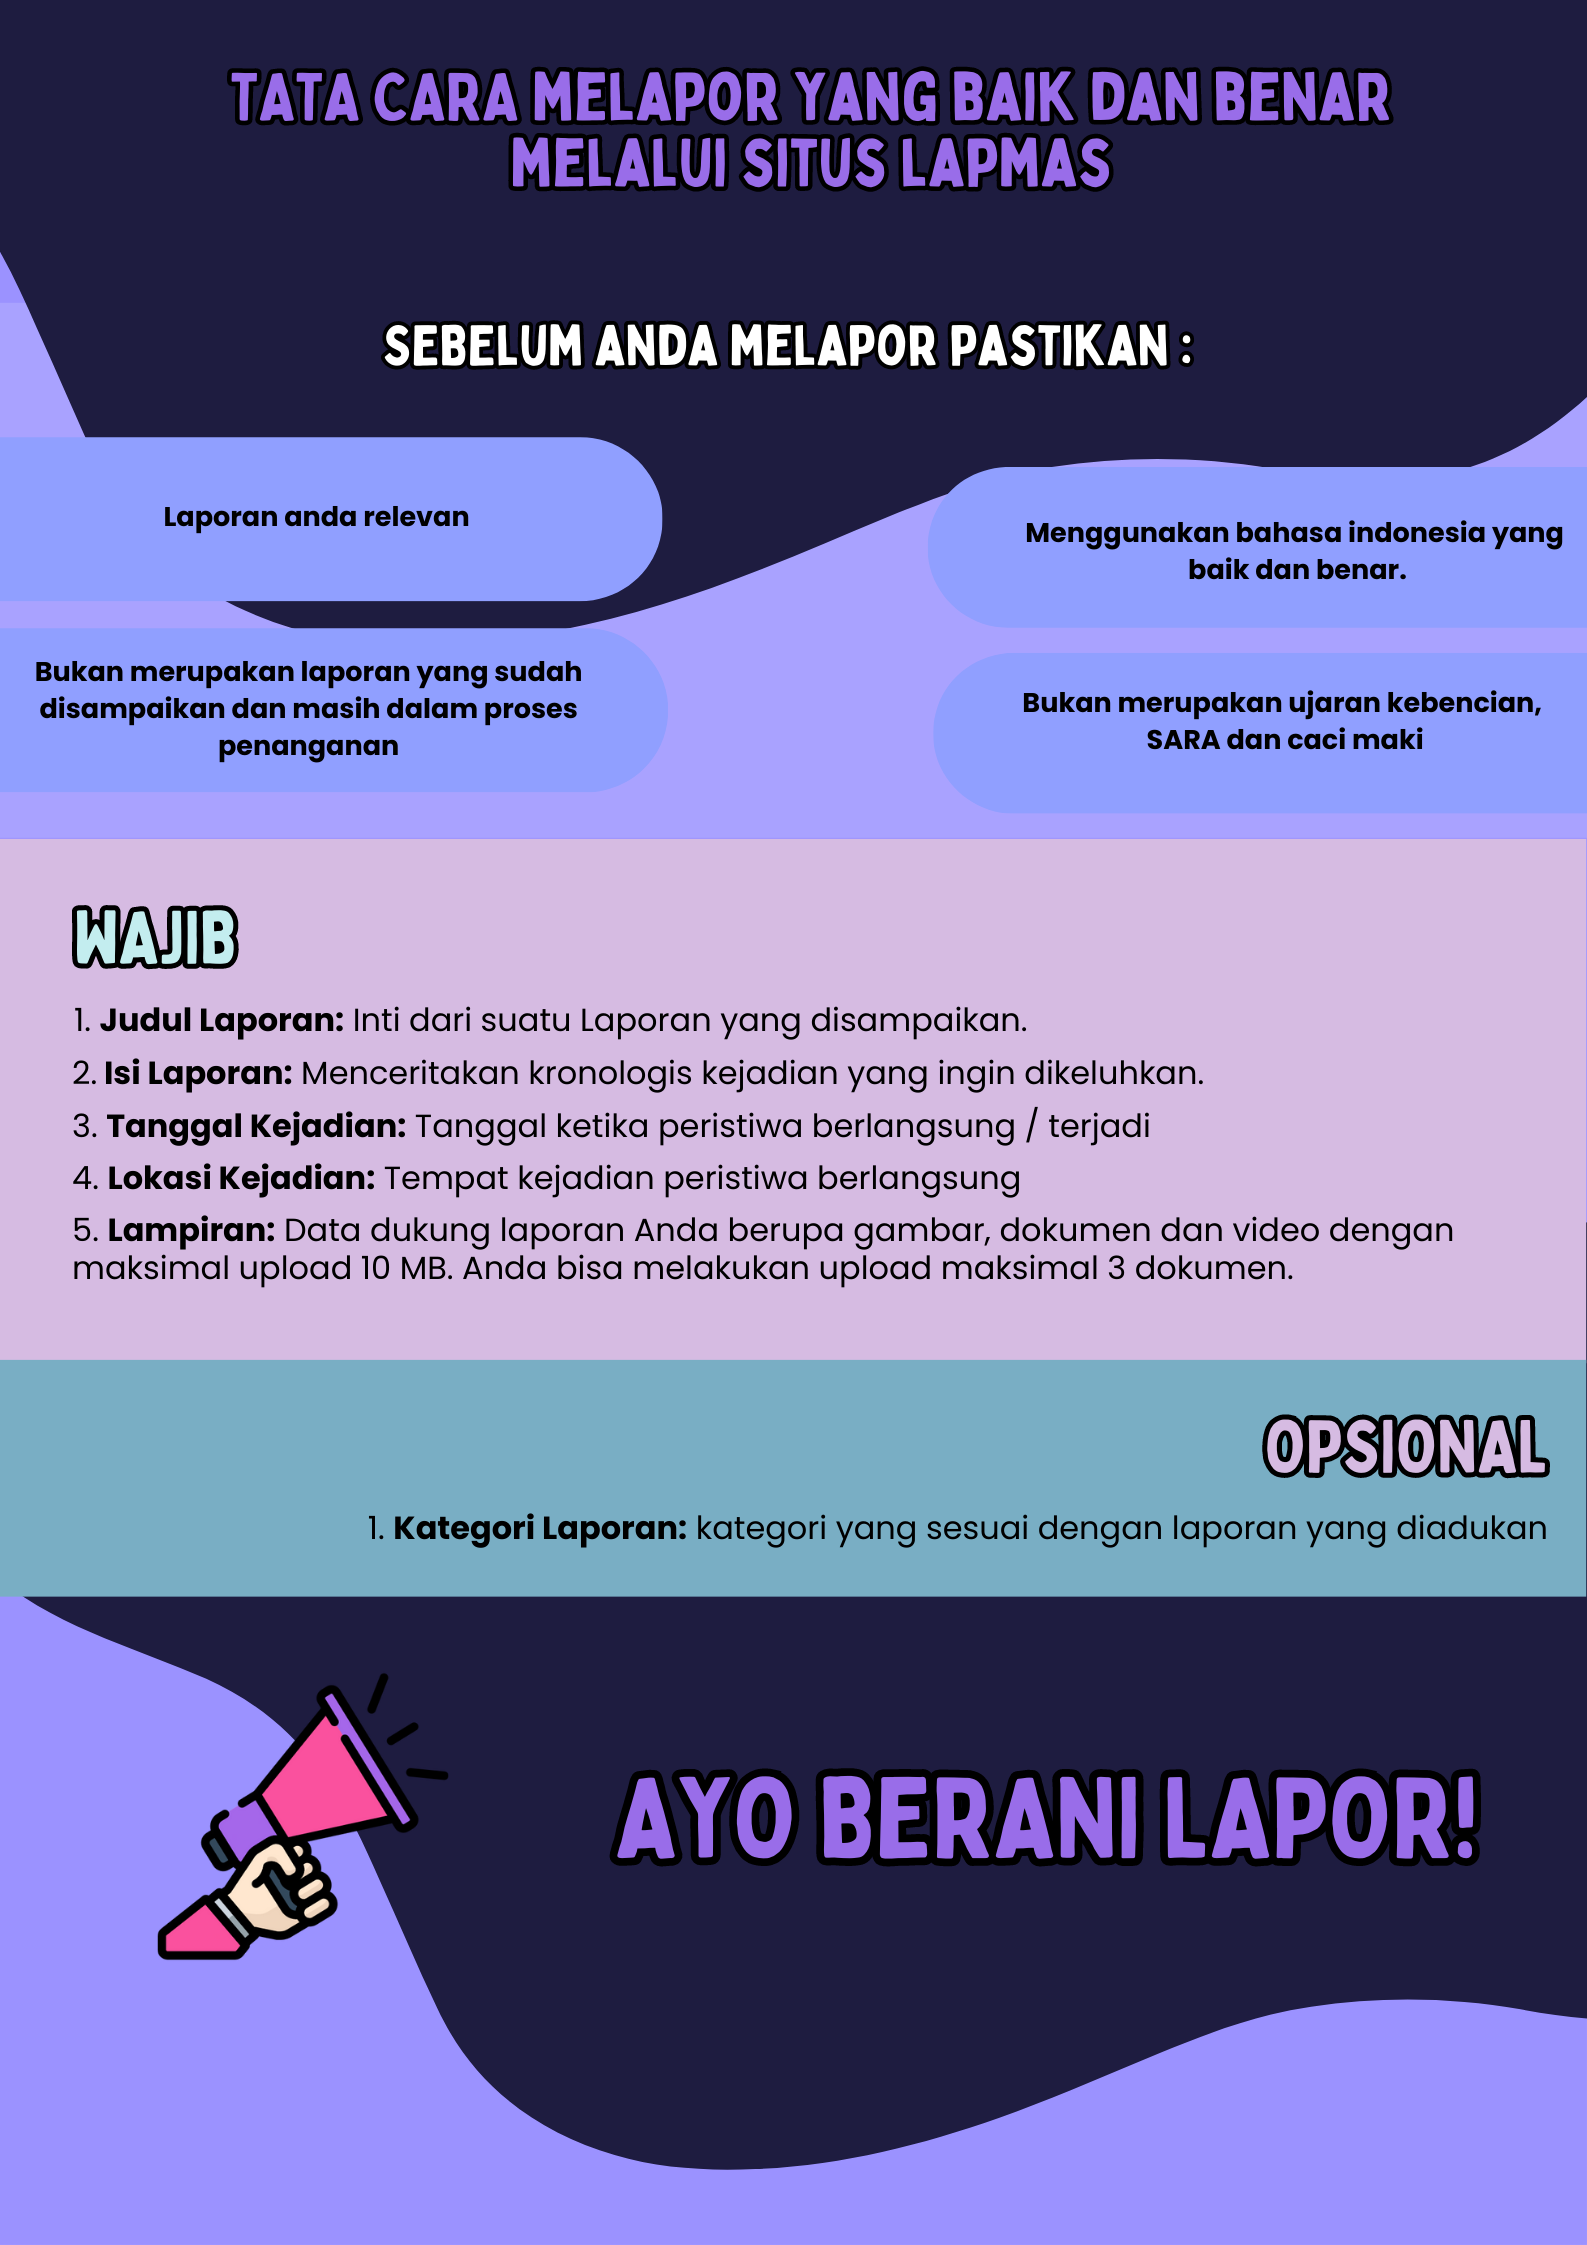 TATA CARA MELAPOR YANG BAIK DAN BENAR
MELALUI SITUS LAPMAS
SEBELUM ANDA MELAPOR PASTIKAN :
Laporan anda relevan
Menggunakan bahasa indonesia yang
baik dan benar.
Bukan merupakan laporan yang sudah
disampaikan dan masih dalam proses
penanganan
Bukan merupakan ujaran kebencian,
SARA dan caci maki
WAJIB
1. Judul Laporan: Inti dari suatu Laporan yang disampaikan.
2. Isi Laporan: Menceritakan kronologis kejadian yang ingin dikeluhkan.
3. Tanggal Kejadian: Tanggal ketika peristiwa berlangsung / terjadi
4. Lokasi Kejadian: Tempat kejadian peristiwa berlangsung
5. Lampiran: Data dukung laporan Anda berupa gambar, dokumen dan video dengan
maksimal upload 10 MB. Anda bisa melakukan upload maksimal 3 dokumen.
OPSIONAL
1. Kategori Laporan: kategori yang sesuai dengan laporan yang diadukan
AYO BERANI LAPOR!